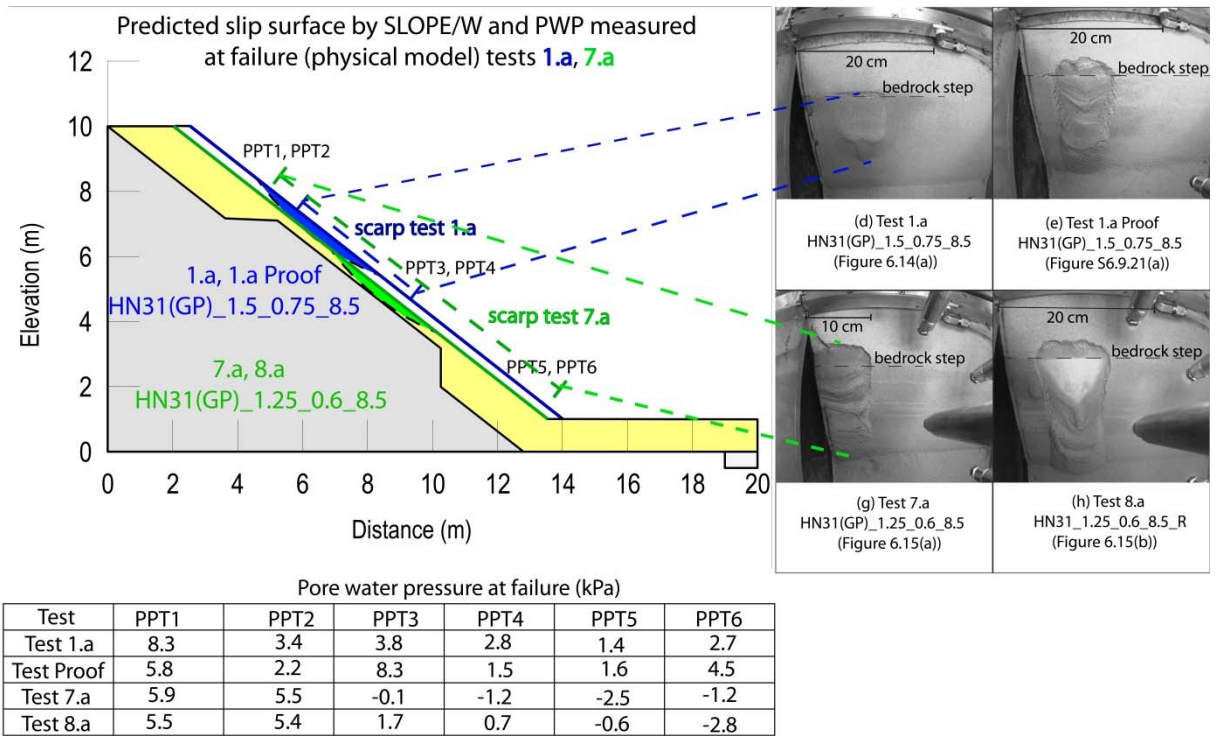 Predicted slip surface by SLOPE/W and PWP measured
at failure (physical model) tests 1.a, 7.a
12
10
8
6
4
2
0
Elevation (m)
PPT1, PPT2
scarp test 1.a
PPT3, PPT4
1.a, 1.a Proof
HN31(GP)_1.5_0.75_8.5
scarp test 7.a
7.a, 8.a
HN31(GP)_1.25_0.6_8.5
PPT5, PPT6
0 2 4 6 8 10 12 14 16 18 20
Distance (m)
20 cm
bedrock step
(d) Test 1.a
HN31(GP)_1.5_0.75_8.5
(Figure 6.14(a))
20 cm
bedrock step
(e) Test 1.a Proof
HN31(GP)_1.5_0.75_8.5
(Figure S6.9.21(a))
10 cm
bedrock step
(g) Test 7.a
HN31(GP)_1.25_0.6_8.5
(Figure 6.15(a))
20 cm
bedrock step
(h) Test 8.a
HN31_1.25_0.6_8.5_R
(Figure 6.15(b))
Pore water pressure at failure (kPa)
Test PPT1 PPT2 PPT3 PPT4 PPT5 PPT6
Test 1.a 8.3 3.4 3.8 2.8 1.4 2.7
Test Proof 5.8 2.2 8.3 1.5 1.6 4.5
Test 7.a 5.9 5.5 -0.1 -1.2 -2.5 -1.2
Test 8.a 5.5 5.4 1.7 0.7 -0.6 -2.8